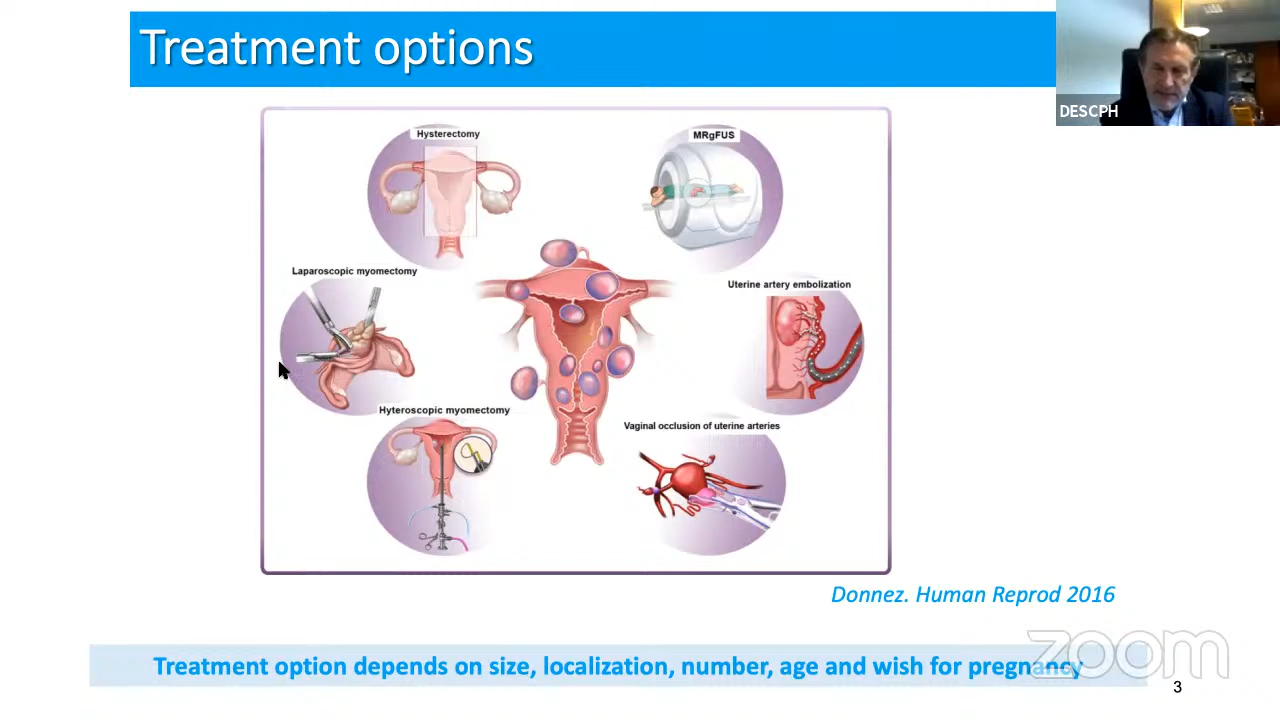 Treatment options
DESCPH
Hysterectomy
MRgFUS
Laparoscopic myomectomy
Uterine artery embolization
Hyteroscopic myomectomy
Vaginal occlusion of uterine arteries
Donnez. Human Reprod 2016
zoom
Treatment option depends on size, localization, number, age and wish for pregnancy
3